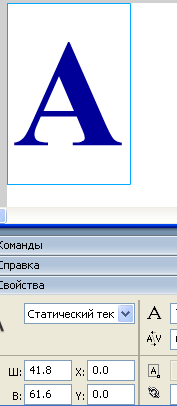 A
Команды
Справка
Свойства
Статический тек
A
A
A/V
Ш: 41.8 X: 0.0
В: 61.6 Y: 0.0
A